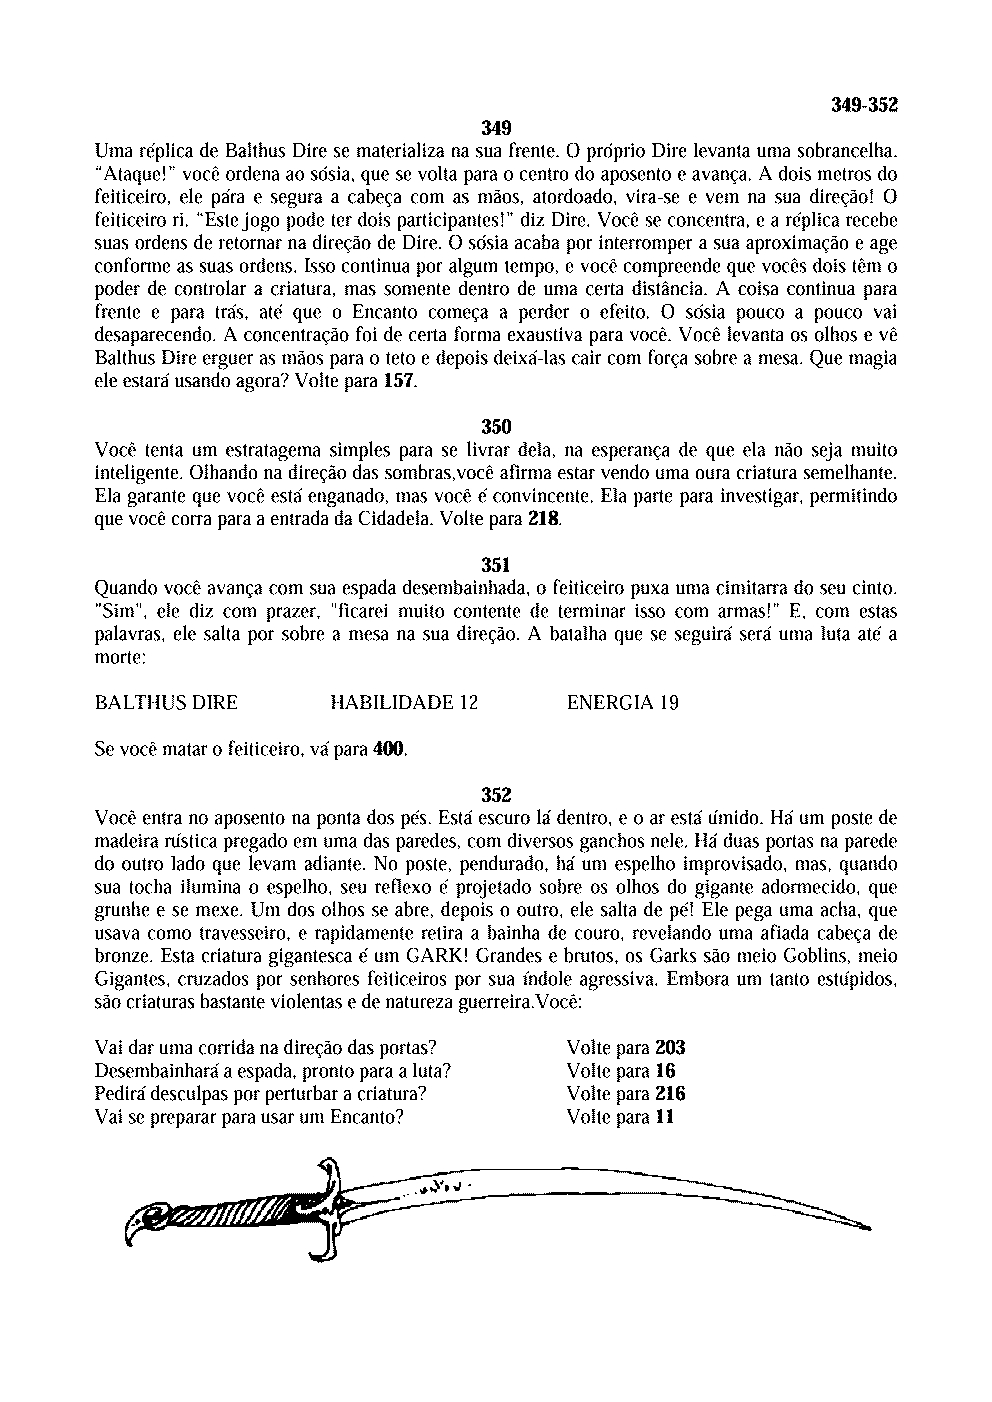 349-352
349
Uma réplica de Balthus Dire se materializa na sua frente. O próprio Dire levanta uma sobrancelha.
"Ataque!" você ordena ao sósia, que se volta para o centro do aposento e avança. A dois metros do
feiticeiro, ele pára e segura a cabeça com as mãos, atordoado, vira-se e vem na sua direção! O
feiticeiro ri. "Este jogo pode ter dois participantes!" diz Dire. Você se concentra, e a réplica recebe
suas ordens de retornar na direção de Dire. O sósia acaba por interromper a sua aproximação e age
conforme as suas ordens. Isso continua por algum tempo, e você compreende que vocês dois têm o
poder de controlar a criatura, mas somente dentro de uma certa distância. A coisa continua para
frente e para trás, até que o Encanto começa a perder o efeito. O sósia pouco a pouco vai
desaparecendo. A concentração foi de certa forma exaustiva para você. Você levanta os olhos e vê
Balthus Dire erguer as mãos para o teto e depois deixá-las cair com força sobre a mesa. Que magia
ele estará usando agora? Volte para 157.
350
Você tenta um estratagema simples para se livrar dela, na esperança de que ela não seja muito
inteligente. Olhando na direção das sombras,você afirma estar vendo uma oura criatura semelhante.
Ela garante que você está enganado, mas você é convincente. Ela parte para investigar, permitindo
que você corra para a entrada da Cidadela. Volte para 218.
351
Quando você avança com sua espada desembainhada, o feiticeiro puxa uma cimitarra do seu cinto.
"Sim", ele diz com prazer, "ficarei muito contente de terminar isso com armas!" E, com estas
palavras, ele salta por sobre a mesa na sua direção. A batalha que se seguirá será uma luta até a
morte:
BALTHUS DIRE HABILIDADE 12 ENERGIA 19
Se você matar o feiticeiro, vá para 400.
352
Você entra no aposento na ponta dos pés. Está escuro lá dentro, e o ar está úmido. Há um poste de
madeira rústica pregado em uma das paredes, com diversos ganchos nele. Há duas portas na parede
do outro lado que levam adiante. No poste, pendurado, há um espelho improvisado, mas, quando
sua tocha ilumina o espelho, seu reflexo é projetado sobre os olhos do gigante adormecido, que
grunhe e se mexe. Um dos olhos se abre, depois o outro, ele salta de pé! Ele pega uma acha, que
usava como travesseiro, e rapidamente retira a bainha de couro, revelando uma afiada cabeça de
bronze. Esta criatura gigantesca é um GARK! Grandes e brutos, os Garks são meio Goblins, meio
Gigantes, cruzados por senhores feiticeiros por sua índole agressiva. Embora um tanto estúpidos,
são criaturas bastante violentas e de natureza guerreira.Você:
Vai dar uma corrida na direção das portas? Volte para 203
Desembainhará a espada, pronto para a luta? Volte para 16
Pedirá desculpas por perturbar a criatura? Volte para 216
Vai se preparar para usar um Encanto? Volte para 11